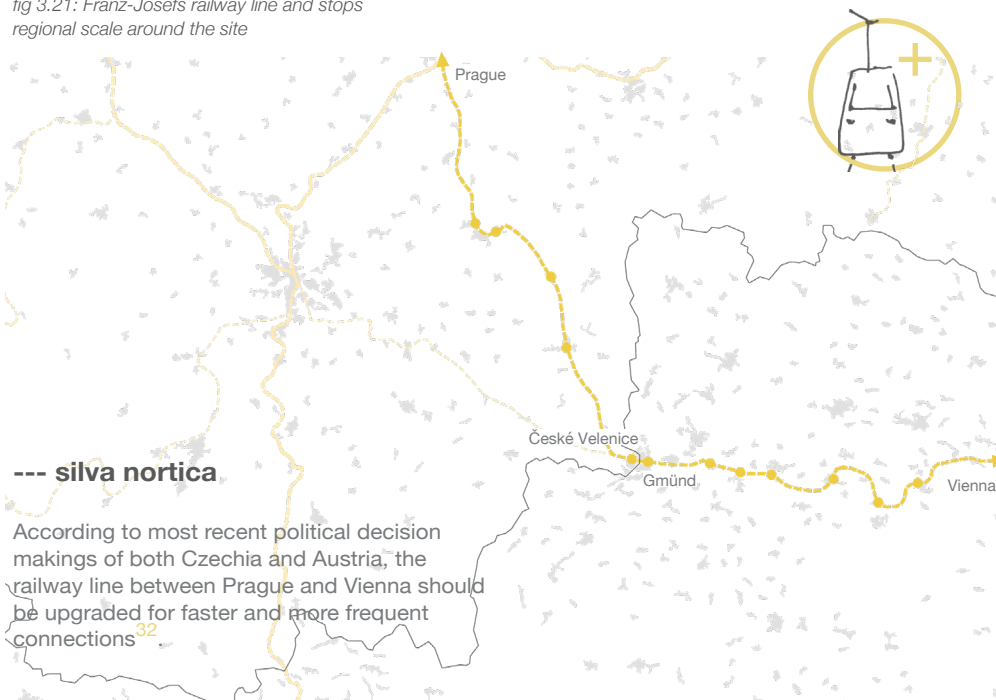 fig 3.21: Franz-Josefs railway line and stops
regional scale around the site
Prague
České Velenice
Gmünd
Vienna
--- silva nortica
According to most recent political decision
makings of both Czechia and Austria, the
railway line between Prague and Vienna should
be upgraded for faster and more frequent
connections32.